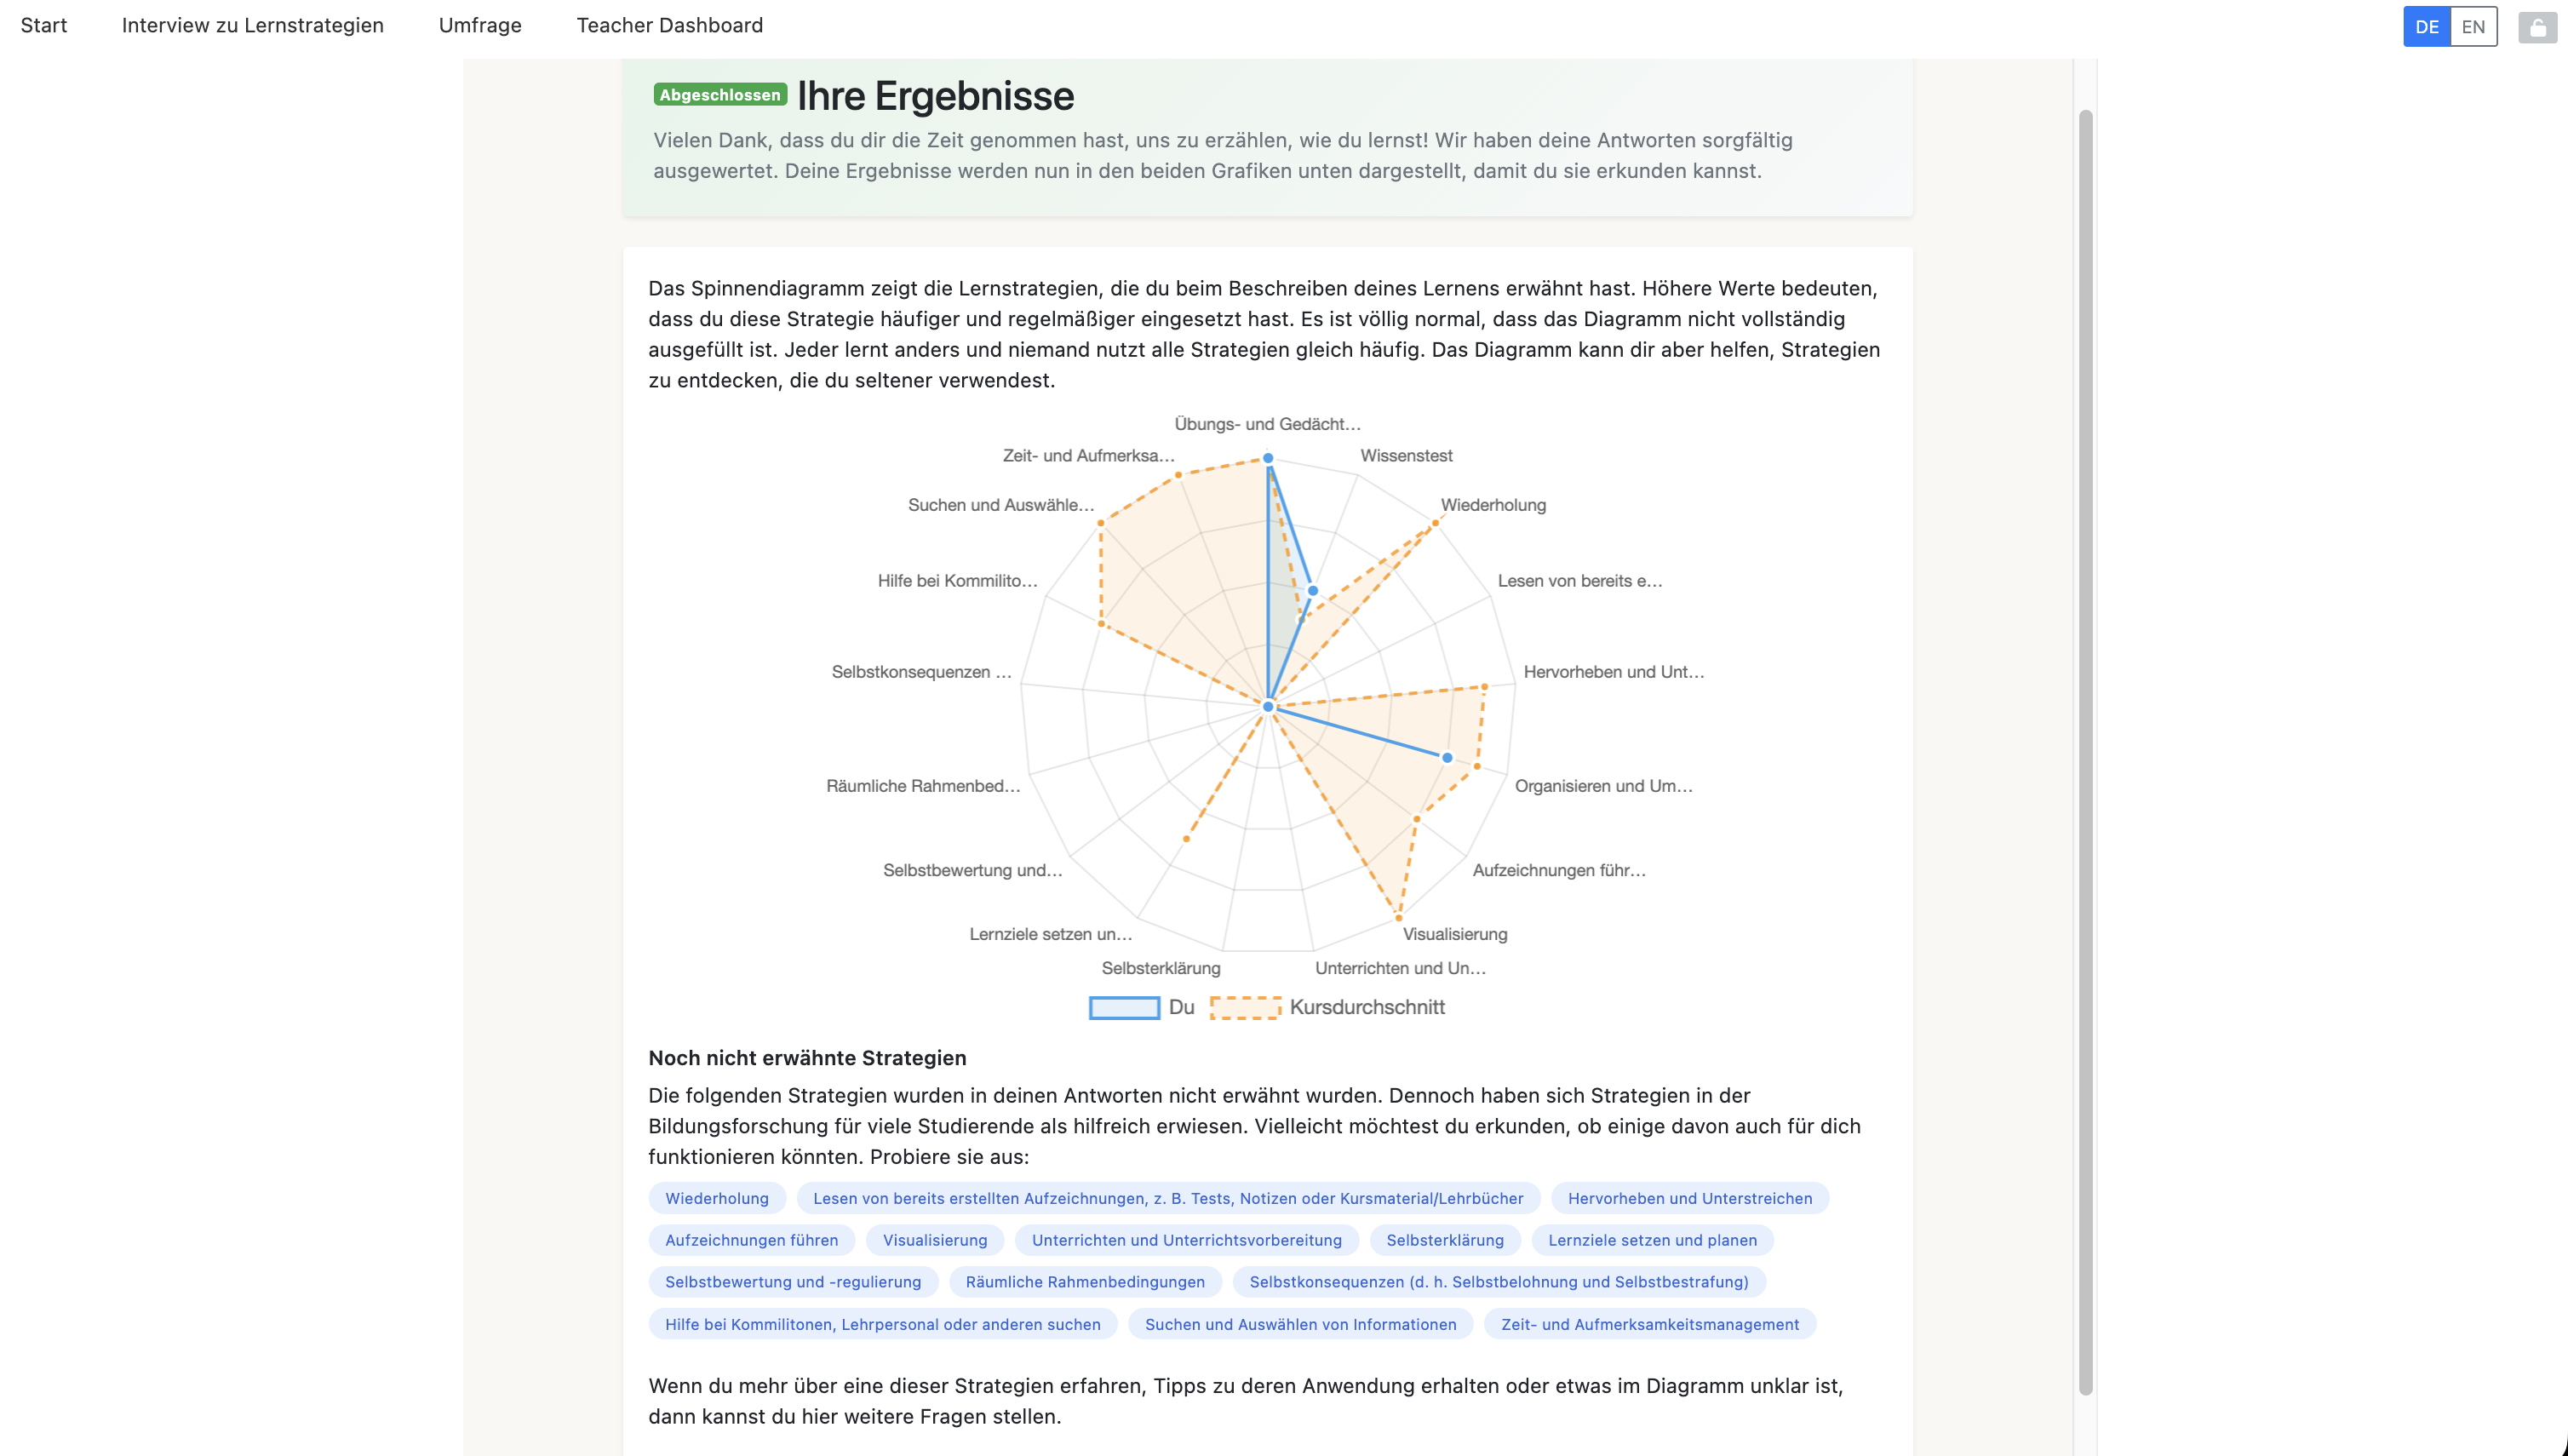 Start Interview zu Lernstrategien Umfrage Teacher Dashboard DE EN
Abgeschlossen Ihre Ergebnisse
Vielen Dank, dass du dir die Zeit genommen hast, uns zu erzählen, wie du lernst! Wir haben deine Antworten sorgfältig
ausgewertet. Deine Ergebnisse werden nun in den beiden Grafiken unten dargestellt, damit du sie erkunden kannst.
Das Spinnendiagramm zeigt die Lernstrategien, die du beim Beschreiben deines Lernens erwähnt hast. Höhere Werte bedeuten,
dass du diese Strategie häufiger und regelmäßiger eingesetzt hast. Es ist völlig normal, dass das Diagramm nicht vollständig
ausgefüllt ist. Jeder lernt anders und niemand nutzt alle Strategien gleich häufig. Das Diagramm kann dir aber helfen, Strategien
zu entdecken, die du seltener verwendest.
Übungs- und Gedächt…
Zeit- und Aufmerksa… Wissenstest
Suchen und Auswähle… Wiederholung
Hilfe bei Kommilito… Lesen von bereits e…
Selbstkonsequenzen … Hervorheben und Unt…
Räumliche Rahmenbed… Organisieren und Um…
Selbstbewertung und… Aufzeichnungen führ…
Lernziele setzen un… Visualisierung
Selbsterklärung Unterrichten und Un…
Du Kursdurchschnitt
Noch nicht erwähnte Strategien
Die folgenden Strategien wurden in deinen Antworten nicht erwähnt wurden. Dennoch haben sich Strategien in der
Bildungsforschung für viele Studierende als hilfreich erwiesen. Vielleicht möchtest du erkunden, ob einige davon auch für dich
funktionieren könnten. Probiere sie aus:
Wiederholung Lesen von bereits erstellten Aufzeichnungen, z. B. Tests, Notizen oder Kursmaterial/Lehrbücher Hervorheben und Unterstreichen
Aufzeichnungen führen Visualisierung Unterrichten und Unterrichtsvorbereitung Selbsterklärung Lernziele setzen und planen
Selbstbewertung und -regulierung Räumliche Rahmenbedingungen Selbstkonsequenzen (d. h. Selbstbelohnung und Selbstbestrafung)
Hilfe bei Kommilitonen, Lehrpersonal oder anderen suchen Suchen und Auswählen von Informationen Zeit- und Aufmerksamkeitsmanagement
Wenn du mehr über eine dieser Strategien erfahren, Tipps zu deren Anwendung erhalten oder etwas im Diagramm unklar ist,
dann kannst du hier weitere Fragen stellen.